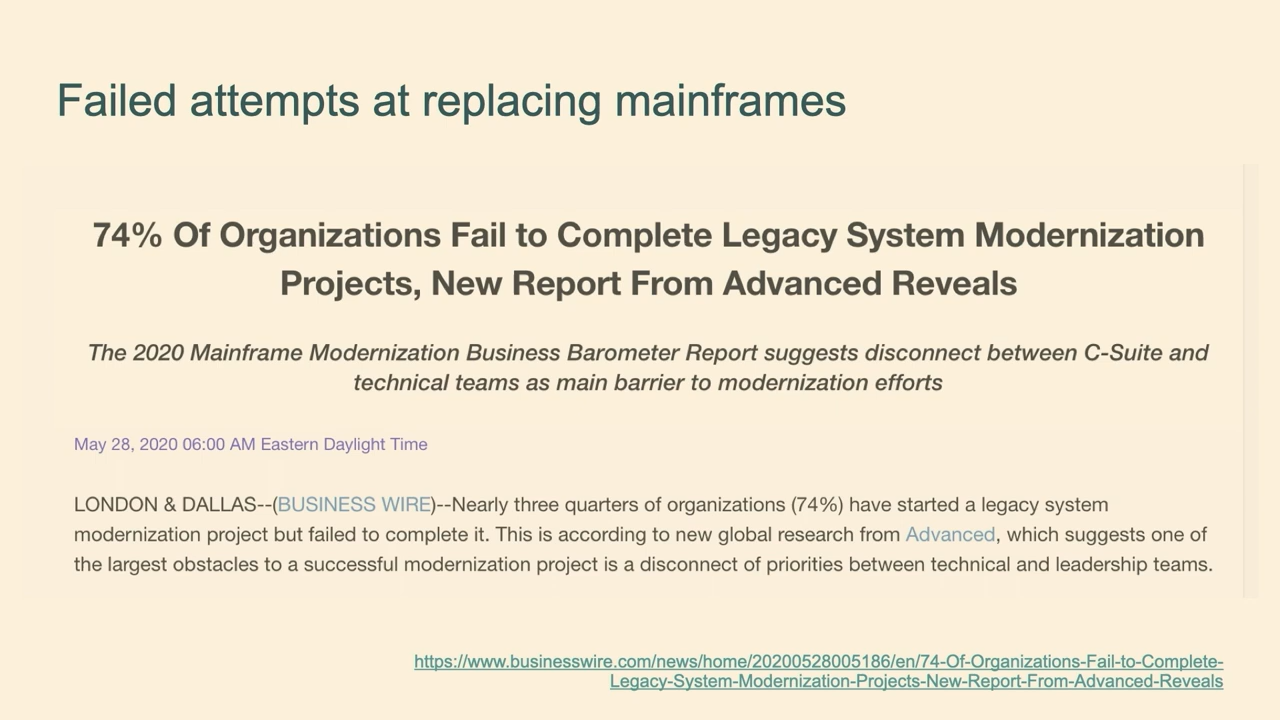 Failed attempts at replacing mainframes
74% Of Organizations Fail to Complete Legacy System Modernization
Projects, New Report From Advanced Reveals
The 2020 Mainframe Modernization Business Barometer Report suggests disconnect between C-Suite and
technical teams as main barrier to modernization efforts
May 28, 2020 06:00 AM Eastern Daylight Time
LONDON & DALLAS--(BUSINESS WIRE)--Nearly three quarters of organizations (74%) have started a legacy system
modernization project but failed to complete it. This is according to new global research from Advanced, which suggests one of
the largest obstacles to a successful modernization project is a disconnect of priorities between technical and leadership teams.
https://www.businesswire.com/news/home/20200528005186/en/74-Of-Organizations-Fail-to-Complete-
Legacy-System-Modernization-Projects-New-Report-From-Advanced-Reveals